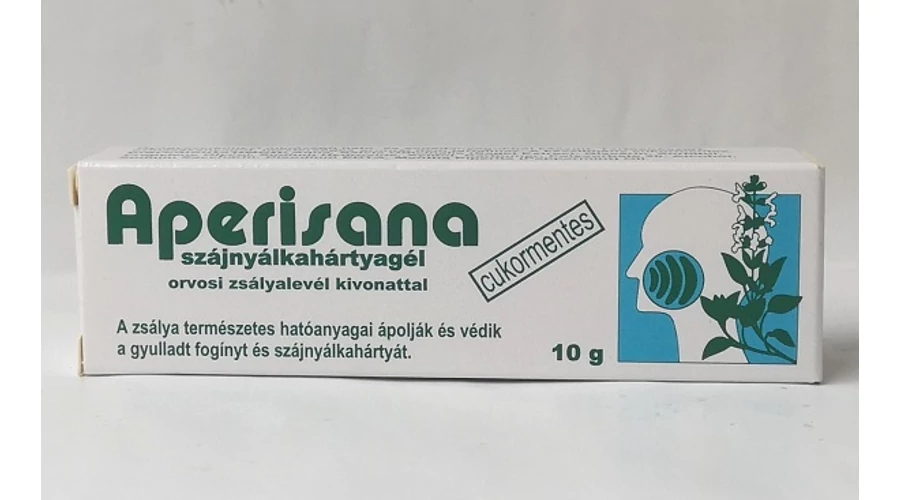 Aperisana
szájnyálkahártyagél
orvosi zsályalevél kivonattal
cukormentes
A zsálya természetes hatóanyagai ápolják és védik
a gyulladt fogínyt és szájnyálkahártyát.
10 g